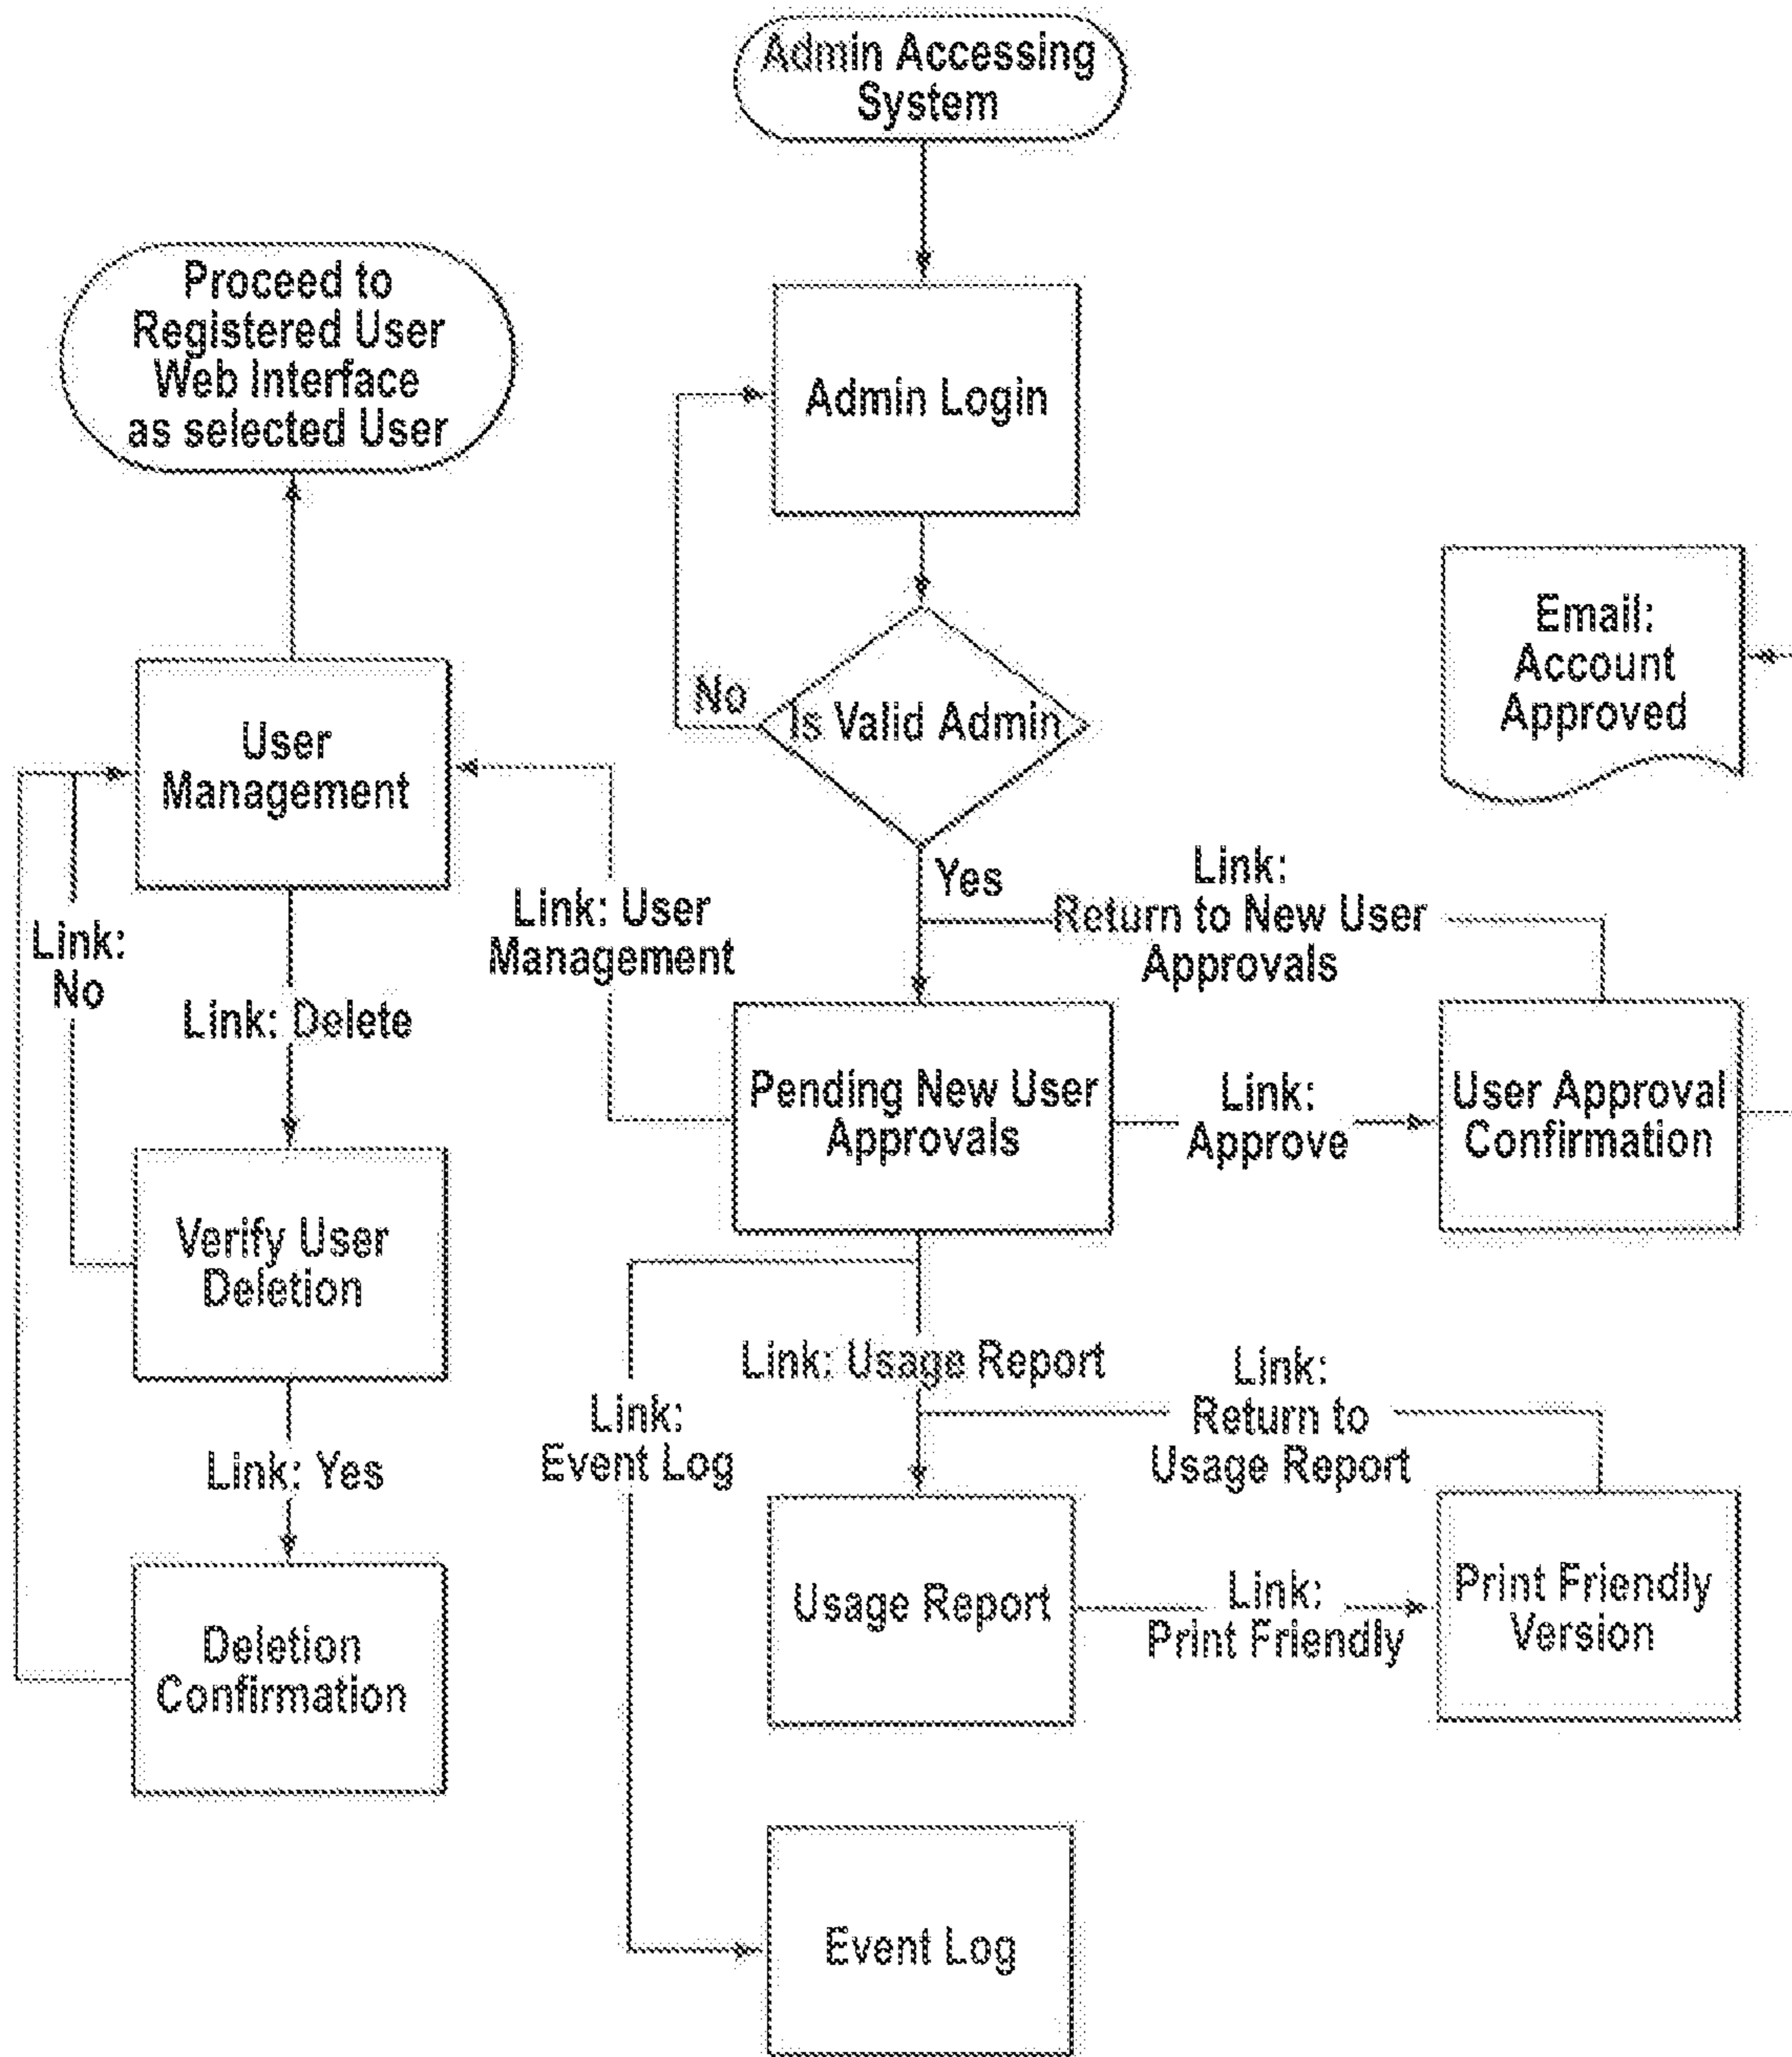 Admin Accessing
System
Proceed to
Registered User
Web Interface
as selected User
Admin Login
Email:
Account
Approved
No
Is Valid Admin
User
Management
Yes
Link:
Return to New User
Approvals
Link: User
Management
Link:
No
Link: Delete
Pending New User
Approvals
Link:
Approve
User Approval
Confirmation
Verify User
Deletion
Link: Usage Report
Link:
Return to
Usage Report
Link:
Event Log
Link: Yes
Usage Report
Link:
Print Friendly
Print Friendly
Version
Deletion
Confirmation
Event Log